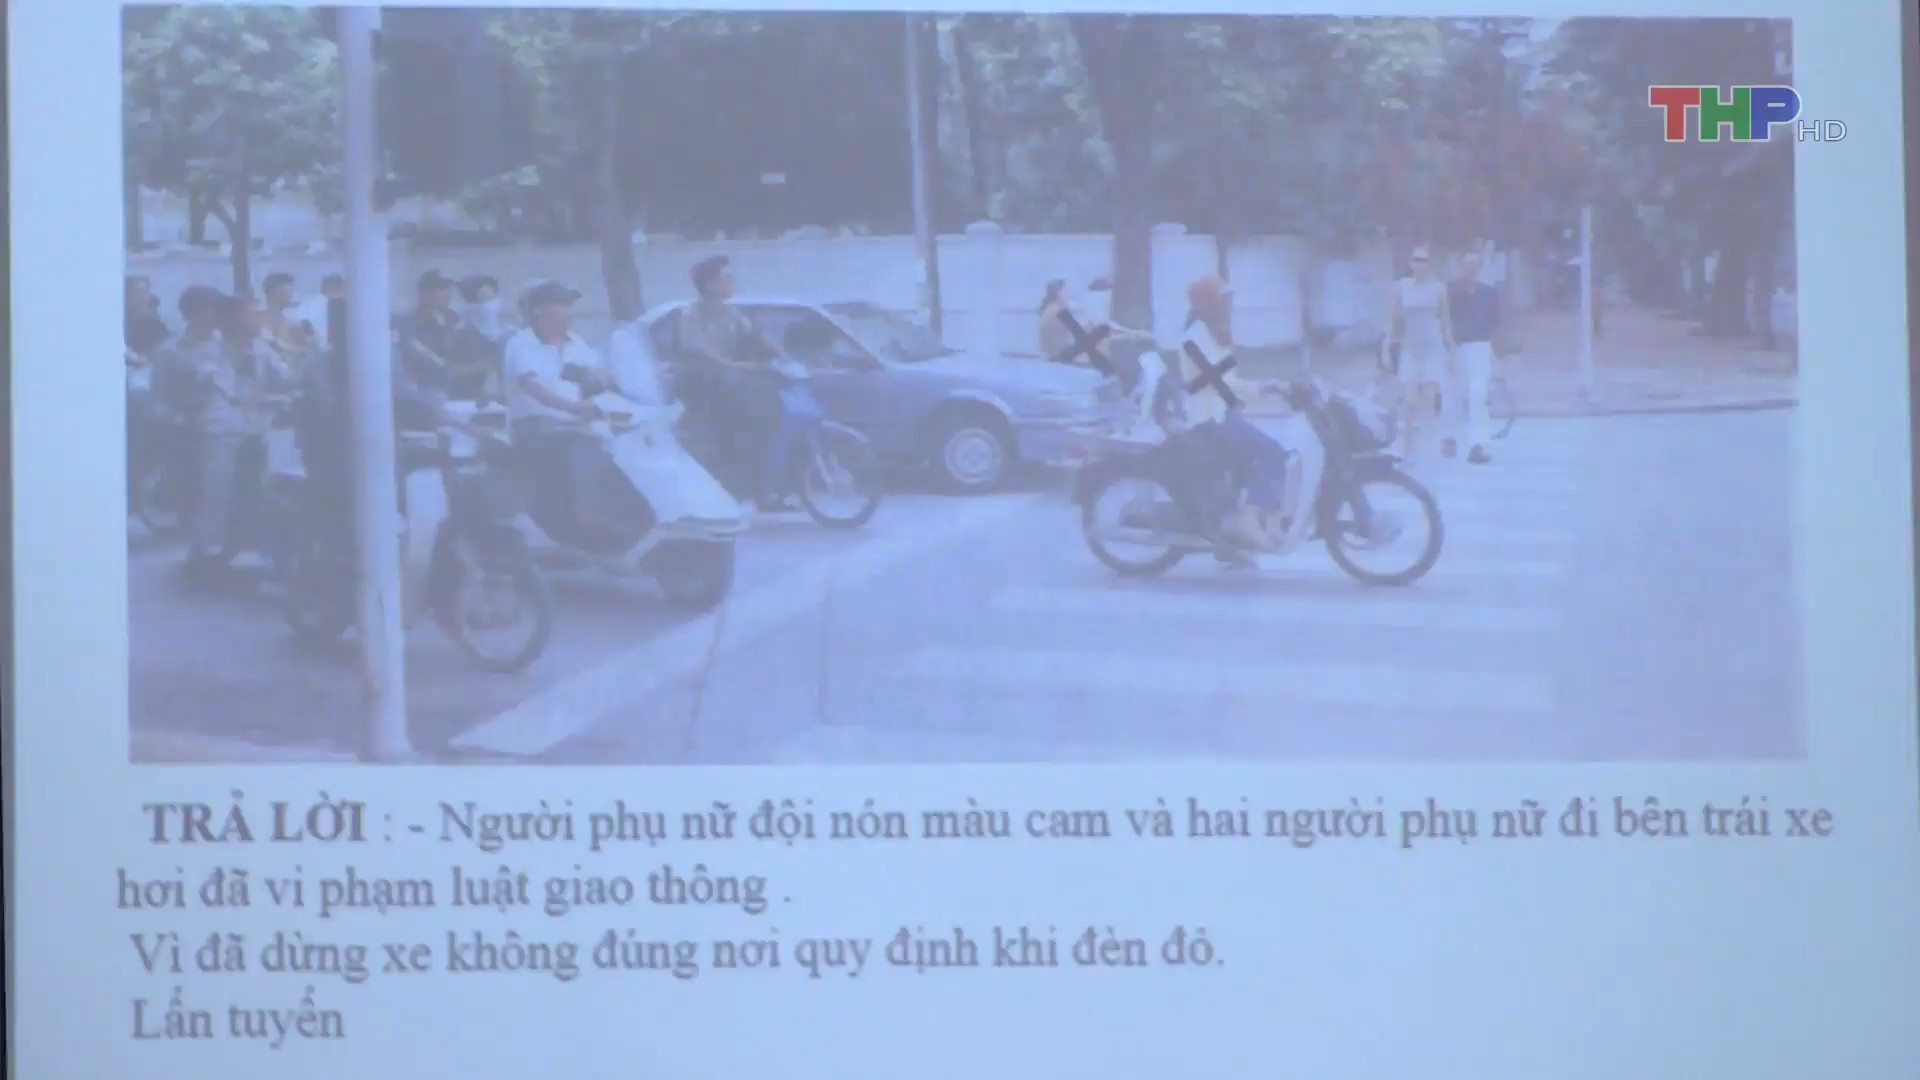 THP HD
TRẢ LỜI : - Người phụ nữ đội nón màu cam và hai người phụ nữ đi bên trái xe
hơi đã vi phạm luật giao thông .
Vì đã dừng xe không đúng nơi quy định khi đèn đỏ.
Lấn tuyến